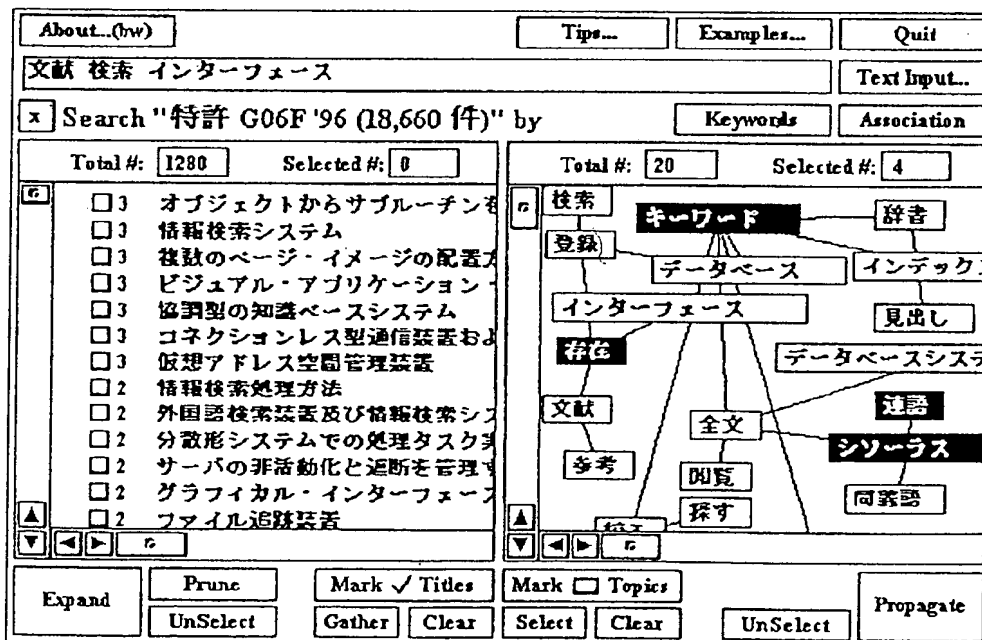 About...(hw)
Tips...
Examples...
Quit
文献 検索 インターフェース
Text Input...
x Search "特許 G06F '96 (18,660 件)" by
Keywords
Association
Total #: 1280
Selected #: 0
Total #: 20
Selected #: 4
3 オブジェクトからサブルーチンを
3 情報検索システム
3 複数のページ・イメージの配置方
3 ビジュアル・アプリケーション・
3 協調型の知識ベースシステム
3 コネクションレス型通信装置およ
3 仮想アドレス空間管理装置
2 情報検索処理方法
2 外国語検索装置及び情報検索シス
2 分散形システムでの処理タスク実
2 サーバの非活動化と遮断を管理す
2 グラフィカル・インターフェース
2 ファイル追跡装置
検索
キーワード
辞書
登録
データベース
インデックス
インターフェース
見出し
存在
データベースシステ
文献
連語
全文
シソーラス
参考
閲覧
同義語
探す
Expand
Prune
Mark ✓ Titles
Mark □ Topics
Propagate
UnSelect
Gather
Clear
Select
Clear
UnSelect